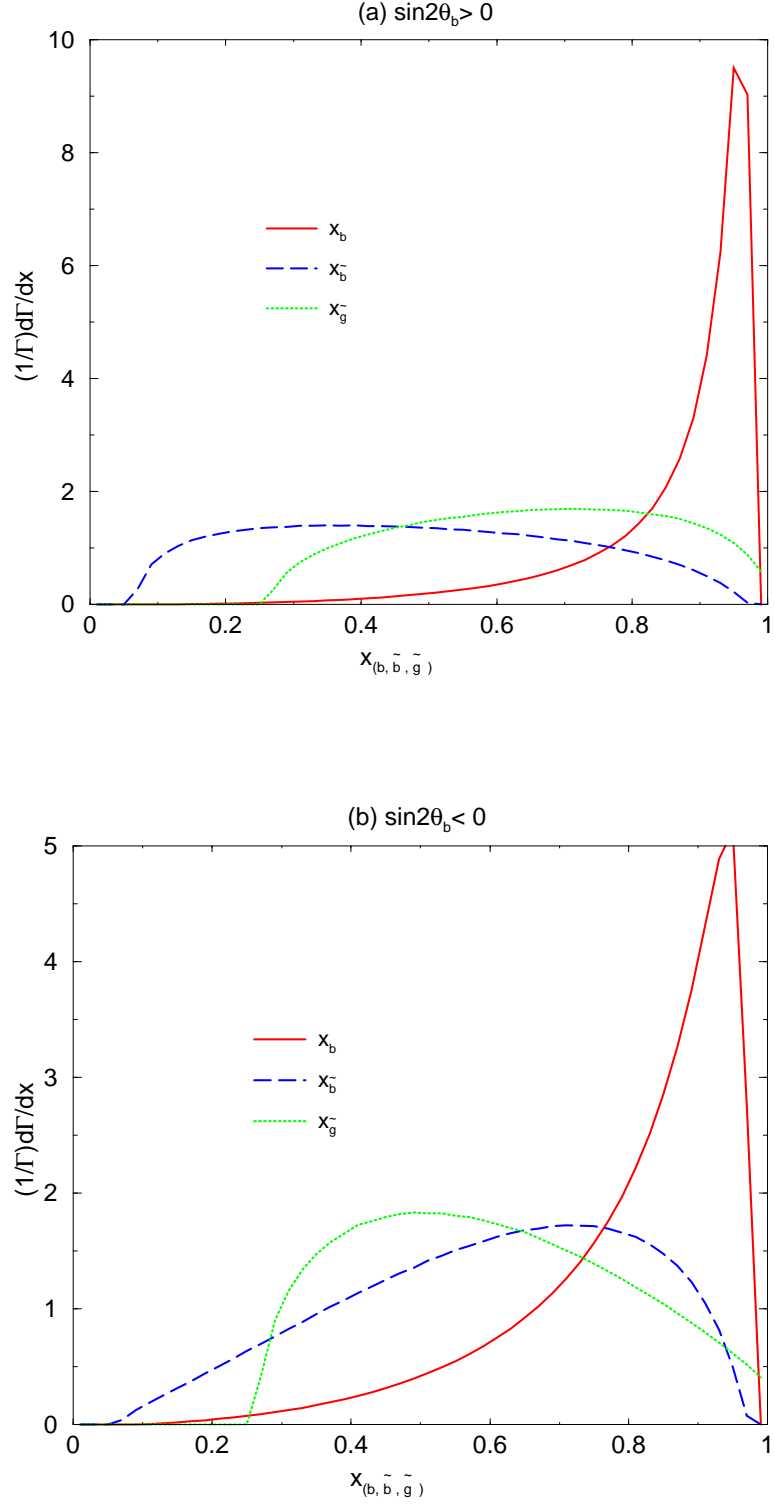 (a) sin2θb > 0
10
8
6
4
2
0
(1/Γ)dΓ/dx
xb
xb̃
xg̃
0 0.2 0.4 0.6 0.8 1
x(b, b̃, g̃ )
(b) sin2θb < 0
5
4
3
2
1
0
(1/Γ)dΓ/dx
xb
xb̃
xg̃
0 0.2 0.4 0.6 0.8 1
x(b, b̃, g̃ )